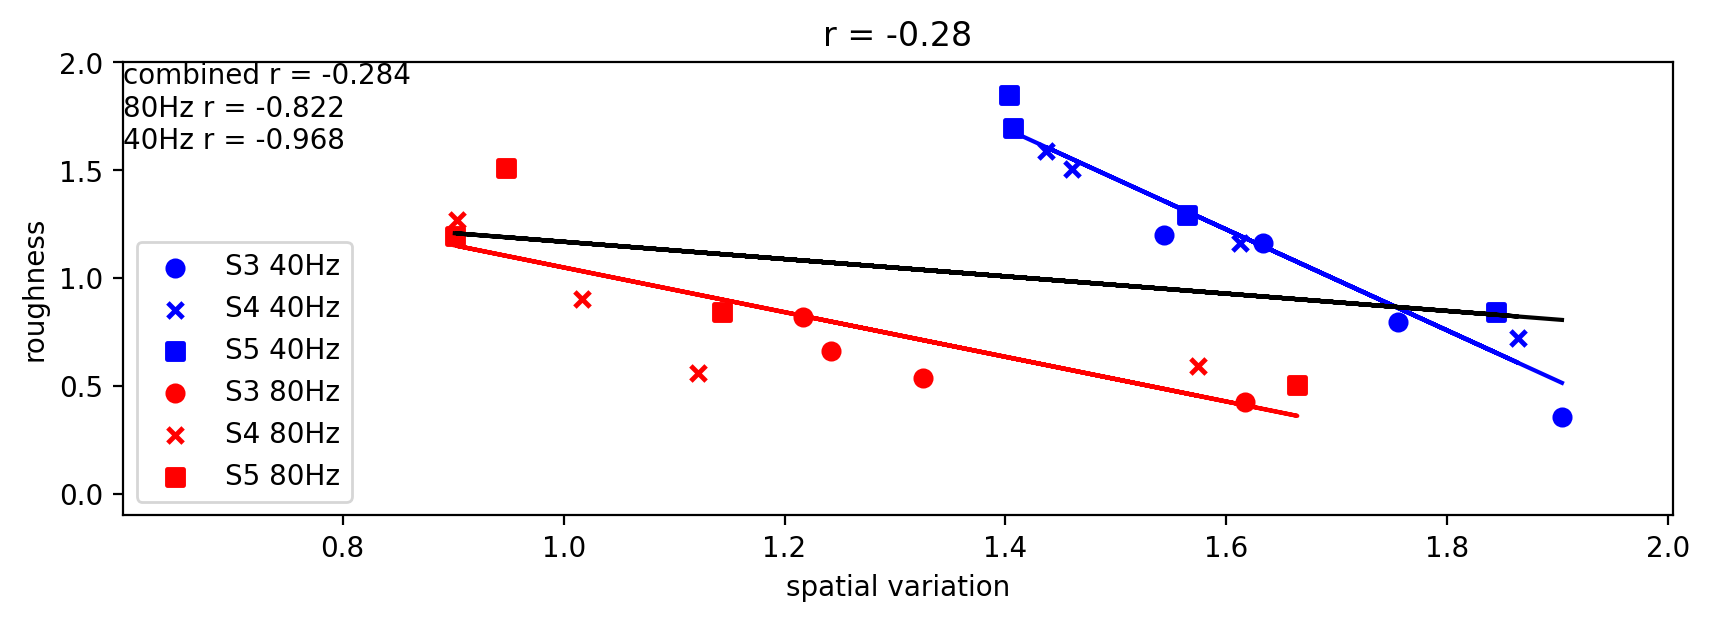 r = -0.28
combined r = -0.284
80Hz r = -0.822
40Hz r = -0.968
2.0
1.5
1.0
0.5
0.0
roughness
S3 40Hz
S4 40Hz
S5 40Hz
S3 80Hz
S4 80Hz
S5 80Hz
0.8 1.0 1.2 1.4 1.6 1.8 2.0
spatial variation